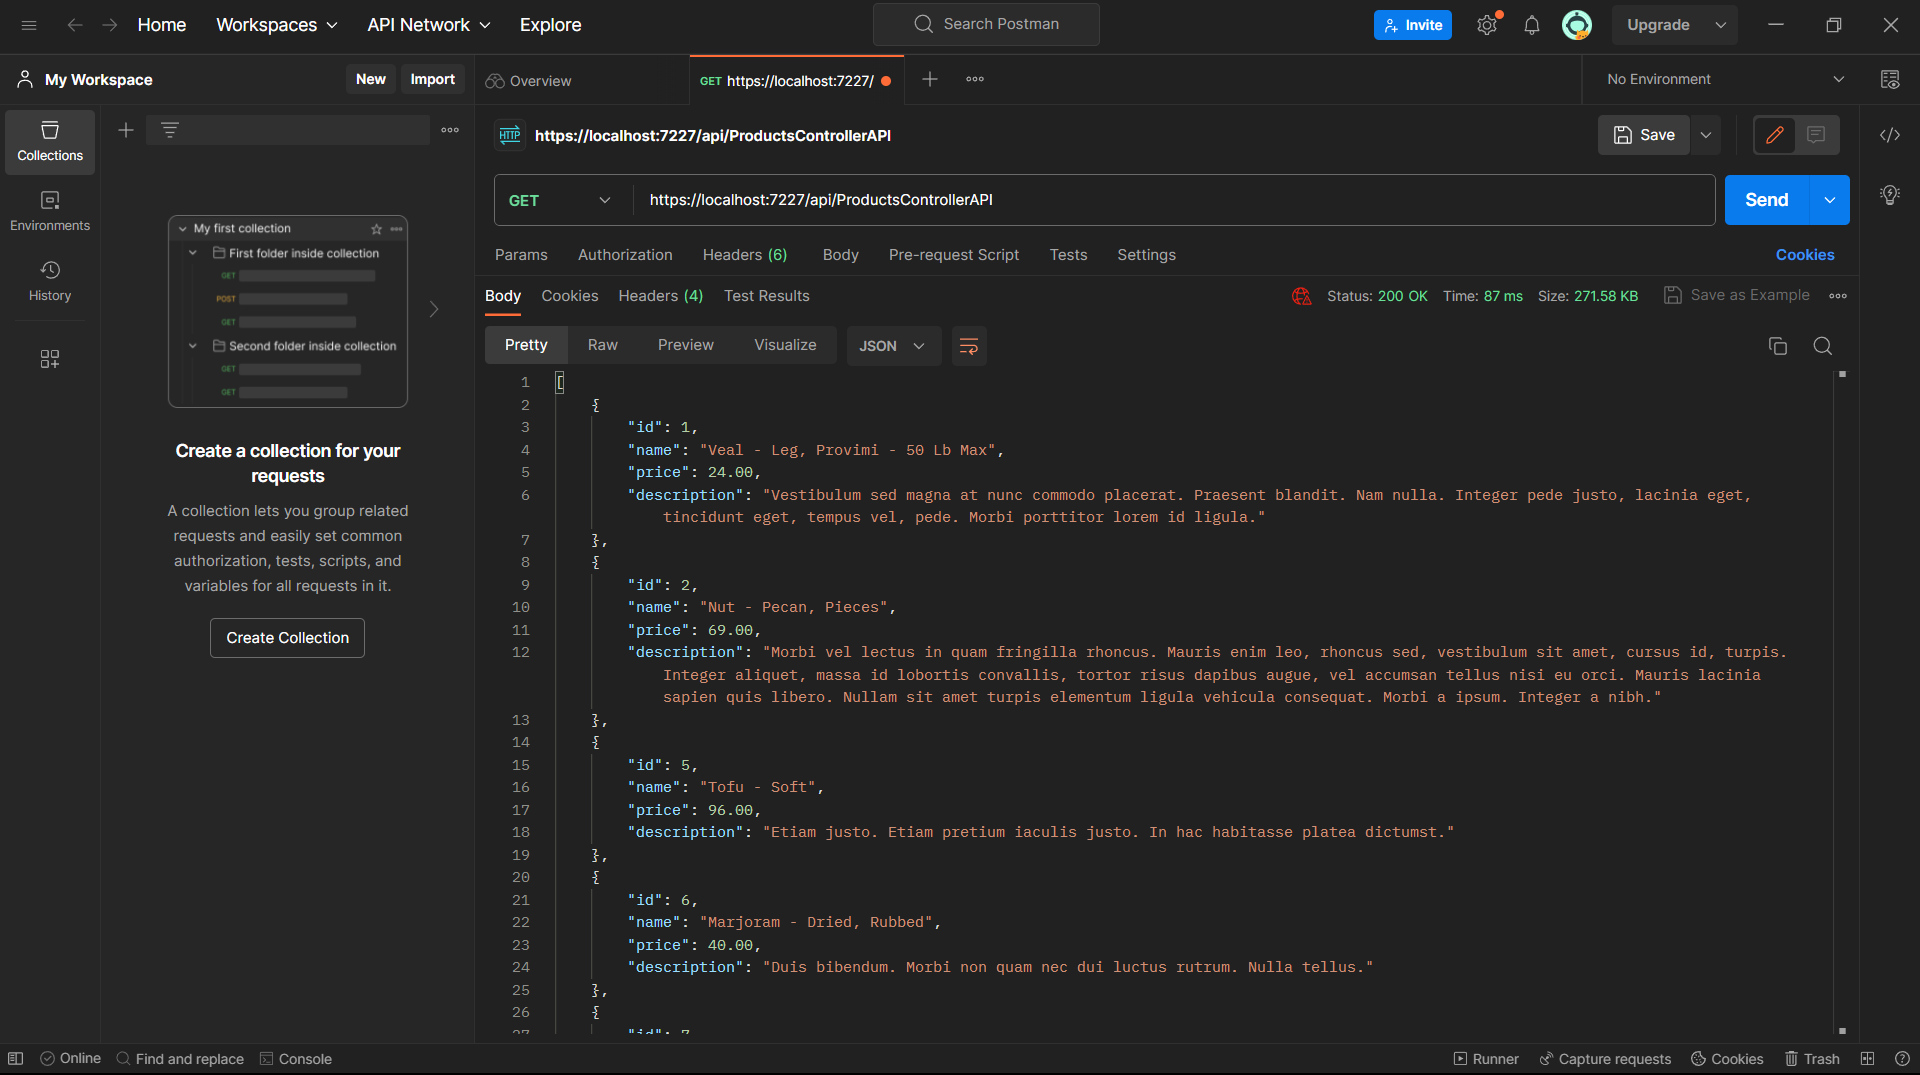 Home Workspaces API Network Explore Search Postman Invite Upgrade
My Workspace New Import Overview GET https://localhost:7227/ No Environment
Collections
Environments
History
My first collection
First folder inside collection
GET
POST
GET
Second folder inside collection
GET
GET
Create a collection for your
requests
A collection lets you group related
requests and easily set common
authorization, tests, scripts, and
variables for all requests in it.
Create Collection
HTTP https://localhost:7227/api/ProductsControllerAPI Save
GET https://localhost:7227/api/ProductsControllerAPI Send
Params Authorization Headers (6) Body Pre-request Script Tests Settings Cookies
Body Cookies Headers (4) Test Results Status: 200 OK Time: 87 ms Size: 271.58 KB Save as Example
Pretty Raw Preview Visualize JSON
1 [
2 {
3 "id": 1,
4 "name": "Veal - Leg, Provimi - 50 Lb Max",
5 "price": 24.00,
6 "description": "Vestibulum sed magna at nunc commodo placerat. Praesent blandit. Nam nulla. Integer pede justo, lacinia eget,
tincidunt eget, tempus vel, pede. Morbi porttitor lorem id ligula."
7 },
8 {
9 "id": 2,
10 "name": "Nut - Pecan, Pieces",
11 "price": 69.00,
12 "description": "Morbi vel lectus in quam fringilla rhoncus. Mauris enim leo, rhoncus sed, vestibulum sit amet, cursus id, turpis.
Integer aliquet, massa id lobortis convallis, tortor risus dapibus augue, vel accumsan tellus nisi eu orci. Mauris lacinia
sapien quis libero. Nullam sit amet turpis elementum ligula vehicula consequat. Morbi a ipsum. Integer a nibh."
13 },
14 {
15 "id": 5,
16 "name": "Tofu - Soft",
17 "price": 96.00,
18 "description": "Etiam justo. Etiam pretium iaculis justo. In hac habitasse platea dictumst."
19 },
20 {
21 "id": 6,
22 "name": "Marjoram - Dried, Rubbed",
23 "price": 40.00,
24 "description": "Duis bibendum. Morbi non quam nec dui luctus rutrum. Nulla tellus."
25 },
26 {
27 "id": 7,
Online Find and replace Console Runner Capture requests Cookies Trash